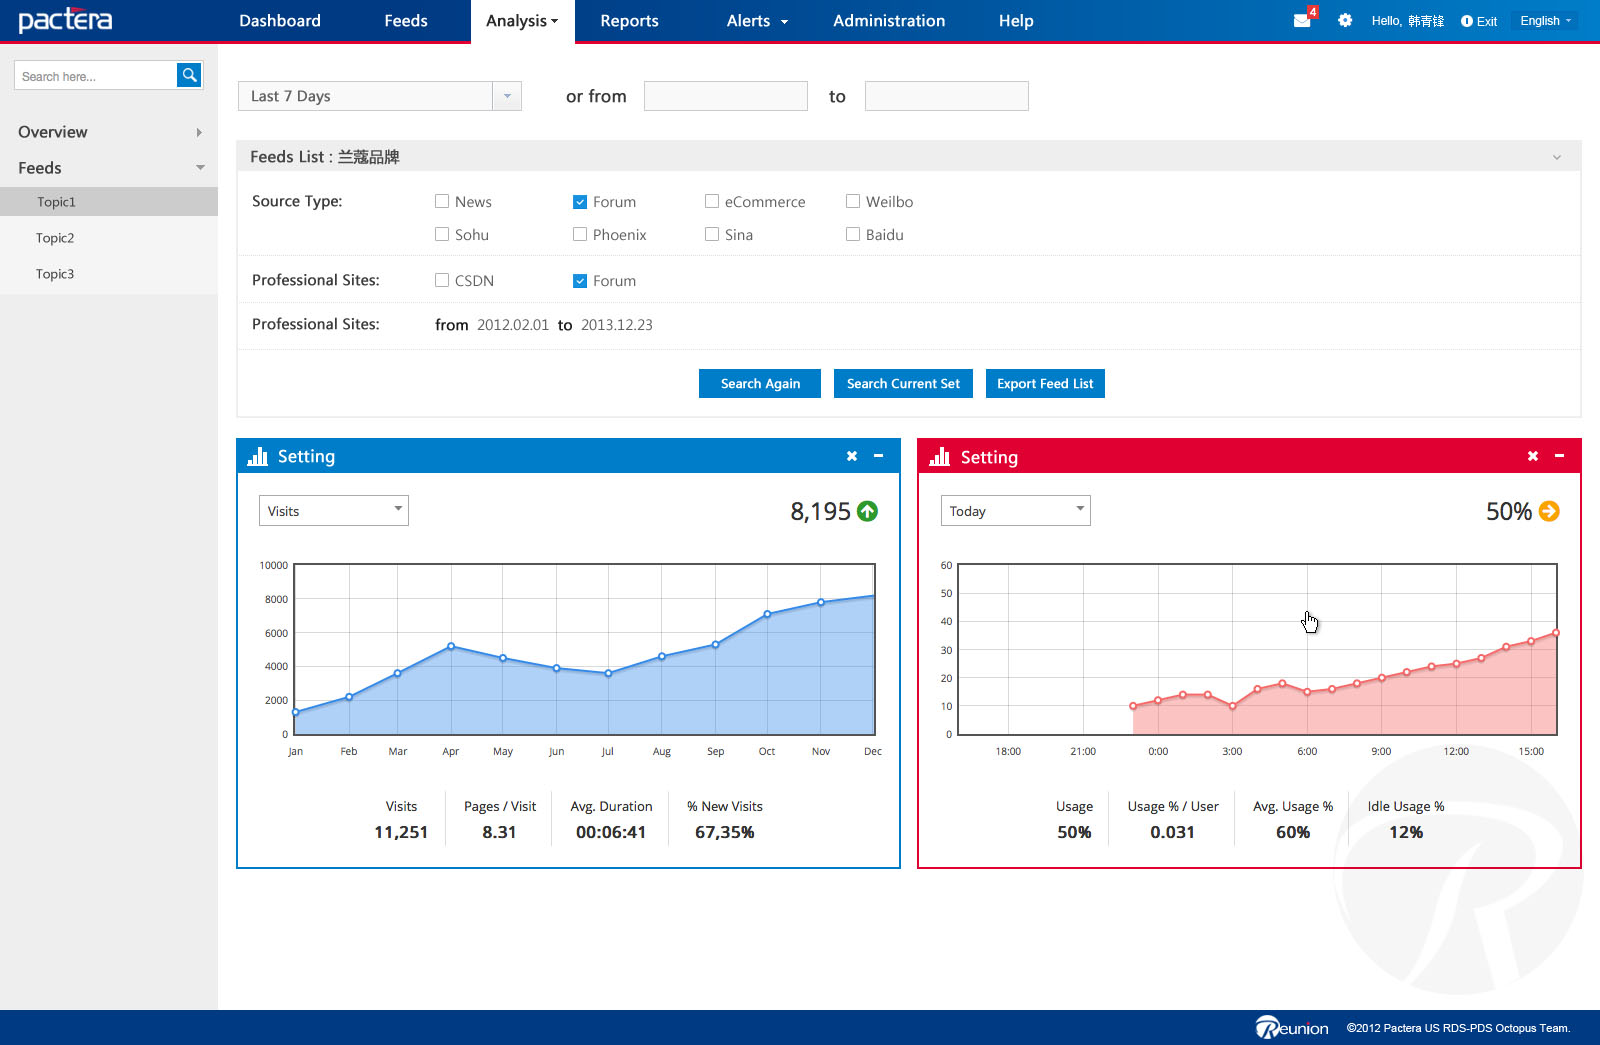 pactera Dashboard Feeds Analysis Reports Alerts Administration Help 4 Hello, 韩青锋 Exit English
Search here...
Overview
Feeds
Topic1
Topic2
Topic3
Last 7 Days or from to
Feeds List : 兰蔻品牌
Source Type: News Forum eCommerce Weilbo
Sohu Phoenix Sina Baidu
Professional Sites: CSDN Forum
Professional Sites: from 2012.02.01 to 2013.12.23
Search Again Search Current Set Export Feed List
Setting
Visits 8,195
10000
8000
6000
4000
2000
0
Jan Feb Mar Apr May Jun Jul Aug Sep Oct Nov Dec
Visits Pages / Visit Avg. Duration % New Visits
11,251 8.31 00:06:41 67,35%
Setting
Today 50%
60
50
40
30
20
10
0
18:00 21:00 0:00 3:00 6:00 9:00 12:00 15:00
Usage Usage % / User Avg. Usage % Idle Usage %
50% 0.031 60% 12%
Reunion ©2012 Pactera US RDS-PDS Octopus Team.